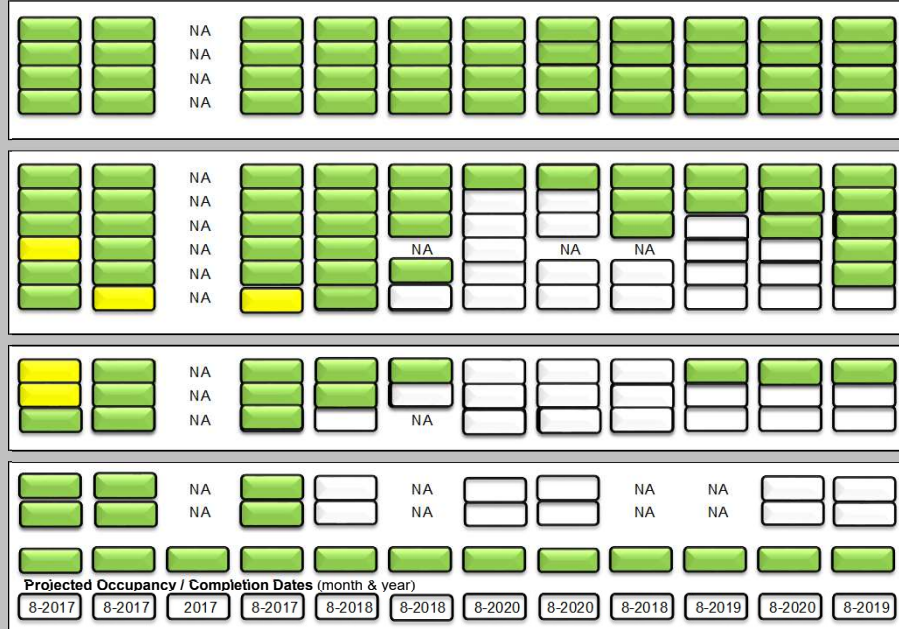 NA
NA
NA
NA
NA
NA
NA
NA NA NA NA
NA
NA
NA
NA
NA NA
NA NA NA NA
NA NA NA NA
Projected Occupancy / Completion Dates (month & year)
8-2017 8-2017 2017 8-2017 8-2018 8-2018 8-2020 8-2020 8-2018 8-2019 8-2020 8-2019